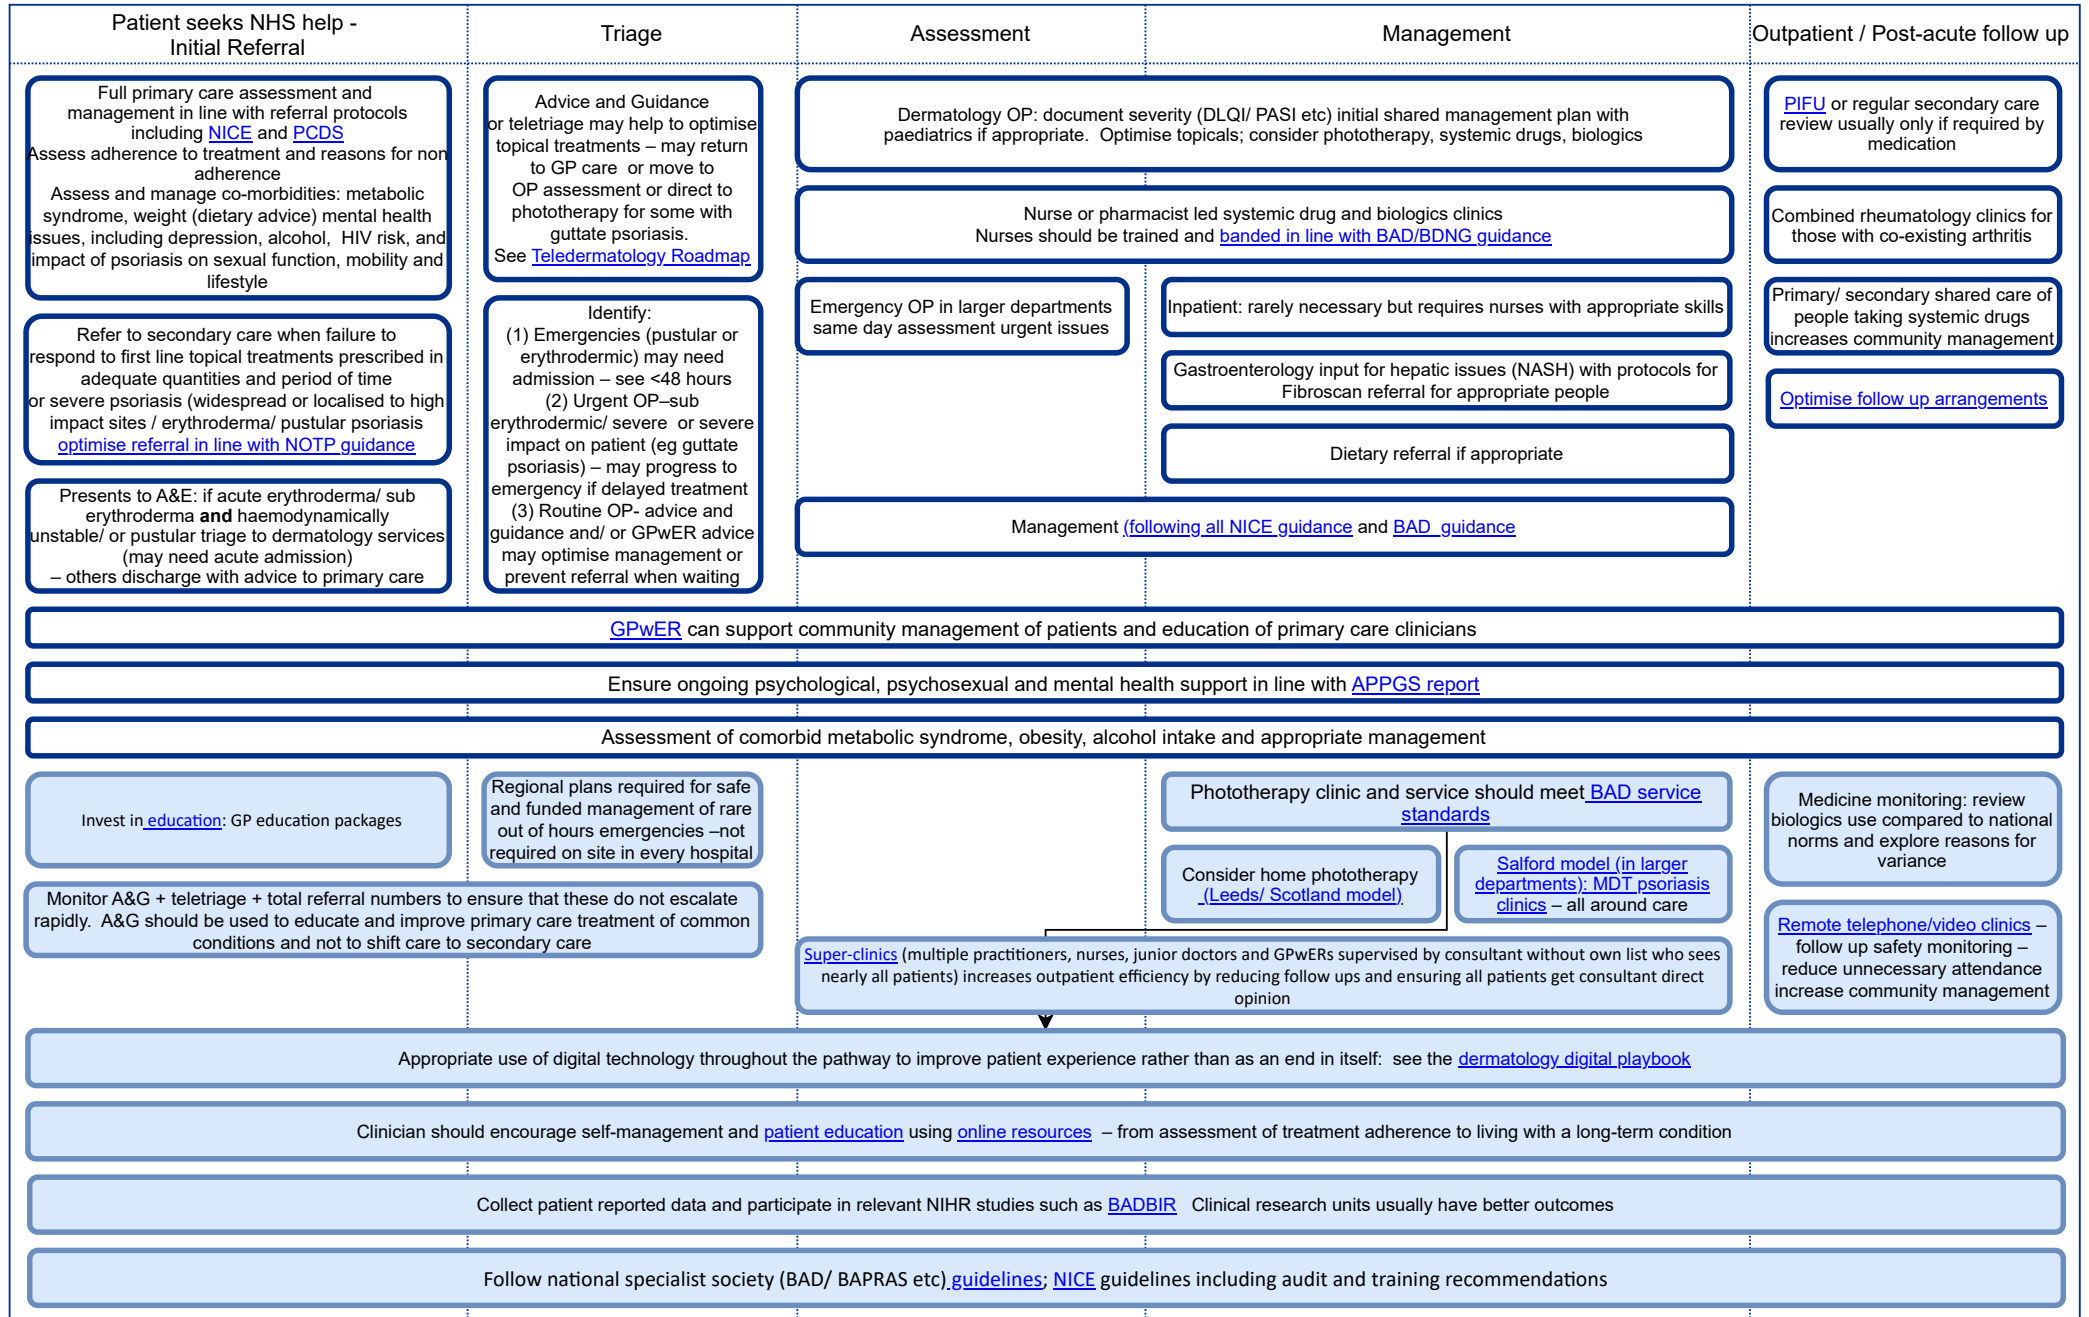 Patient seeks NHS help -
Initial Referral
Triage
Assessment
Management
Outpatient / Post-acute follow up
Full primary care assessment and
management in line with referral protocols
including NICE and PCDS
Assess adherence to treatment and reasons for non
adherence
Assess and manage co-morbidities: metabolic
syndrome, weight (dietary advice) mental health
issues, including depression, alcohol, HIV risk, and
impact of psoriasis on sexual function, mobility and
lifestyle
Refer to secondary care when failure to
respond to first line topical treatments prescribed in
adequate quantities and period of time
or severe psoriasis (widespread or localised to high
impact sites / erythroderma/ pustular psoriasis
optimise referral in line with NOTP guidance
Presents to A&E: if acute erythroderma/ sub
erythroderma and haemodynamically
unstable/ or pustular triage to dermatology services
(may need acute admission)
– others discharge with advice to primary care
Advice and Guidance
or teletriage may help to optimise
topical treatments – may return
to GP care or move to
OP assessment or direct to
phototherapy for some with
guttate psoriasis.
See Teledermatology Roadmap
Identify:
(1) Emergencies (pustular or
erythrodermic) may need
admission – see <48 hours
(2) Urgent OP–sub
erythrodermic/ severe or severe
impact on patient (eg guttate
psoriasis) – may progress to
emergency if delayed treatment
(3) Routine OP- advice and
guidance and/ or GPwER advice
may optimise management or
prevent referral when waiting
Dermatology OP: document severity (DLQI/ PASI etc) initial shared management plan with
paediatrics if appropriate. Optimise topicals; consider phototherapy, systemic drugs, biologics
Nurse or pharmacist led systemic drug and biologics clinics
Nurses should be trained and banded in line with BAD/BDNG guidance
Emergency OP in larger departments
same day assessment urgent issues
Inpatient: rarely necessary but requires nurses with appropriate skills
Gastroenterology input for hepatic issues (NASH) with protocols for
Fibroscan referral for appropriate people
Dietary referral if appropriate
Management (following all NICE guidance and BAD guidance
PIFU or regular secondary care
review usually only if required by
medication
Combined rheumatology clinics for
those with co-existing arthritis
Primary/ secondary shared care of
people taking systemic drugs
increases community management
Optimise follow up arrangements
GPwER can support community management of patients and education of primary care clinicians
Ensure ongoing psychological, psychosexual and mental health support in line with APPGS report
Assessment of comorbid metabolic syndrome, obesity, alcohol intake and appropriate management
Invest in education: GP education packages
Regional plans required for safe
and funded management of rare
out of hours emergencies –not
required on site in every hospital
Monitor A&G + teletriage + total referral numbers to ensure that these do not escalate
rapidly. A&G should be used to educate and improve primary care treatment of common
conditions and not to shift care to secondary care
Phototherapy clinic and service should meet BAD service
standards
Consider home phototherapy
(Leeds/ Scotland model)
Salford model (in larger
departments): MDT psoriasis
clinics – all around care
Super-clinics (multiple practitioners, nurses, junior doctors and GPwERs supervised by consultant without own list who sees
nearly all patients) increases outpatient efficiency by reducing follow ups and ensuring all patients get consultant direct
opinion
Medicine monitoring: review
biologics use compared to national
norms and explore reasons for
variance
Remote telephone/video clinics –
follow up safety monitoring –
reduce unnecessary attendance
increase community management
Appropriate use of digital technology throughout the pathway to improve patient experience rather than as an end in itself: see the dermatology digital playbook
Clinician should encourage self-management and patient education using online resources – from assessment of treatment adherence to living with a long-term condition
Collect patient reported data and participate in relevant NIHR studies such as BADBIR Clinical research units usually have better outcomes
Follow national specialist society (BAD/ BAPRAS etc) guidelines; NICE guidelines including audit and training recommendations